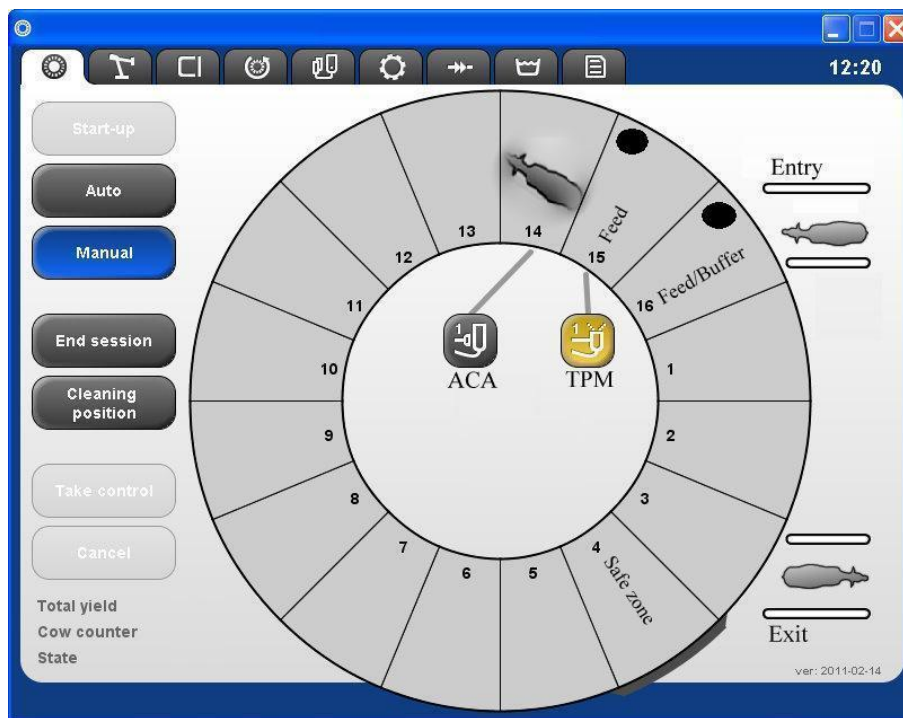 12:20
Start-up
Auto
Manual
End session
Cleaning
position
Take control
Cancel
Total yield
Cow counter
State
13
14
15
16
12
11
10
9
8
7
6
5
4
3
2
1
Feed
Feed/Buffer
Safe zone
1
ACA
1
TPM
Entry
Exit
ver: 2011-02-14